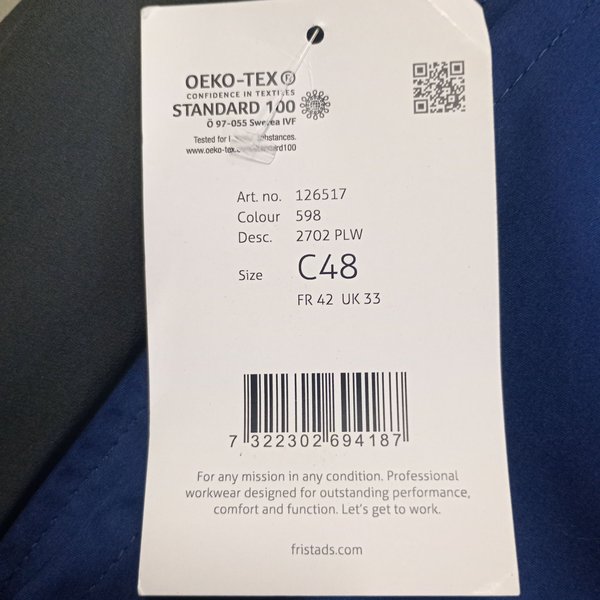 OEKO-TEX®
CONFIDENCE IN TEXTILES
STANDARD 100
Ö 97-055 Swerea IVF
Tested for
www.oeko-tex.
Art. no. 126517
Colour 598
Desc. 2702 PLW
Size C48
FR 42 UK 33
7 322302 694187
For any mission in any condition. Professional
workwear designed for outstanding performance,
comfort and function. Let's get to work.
fristads.com